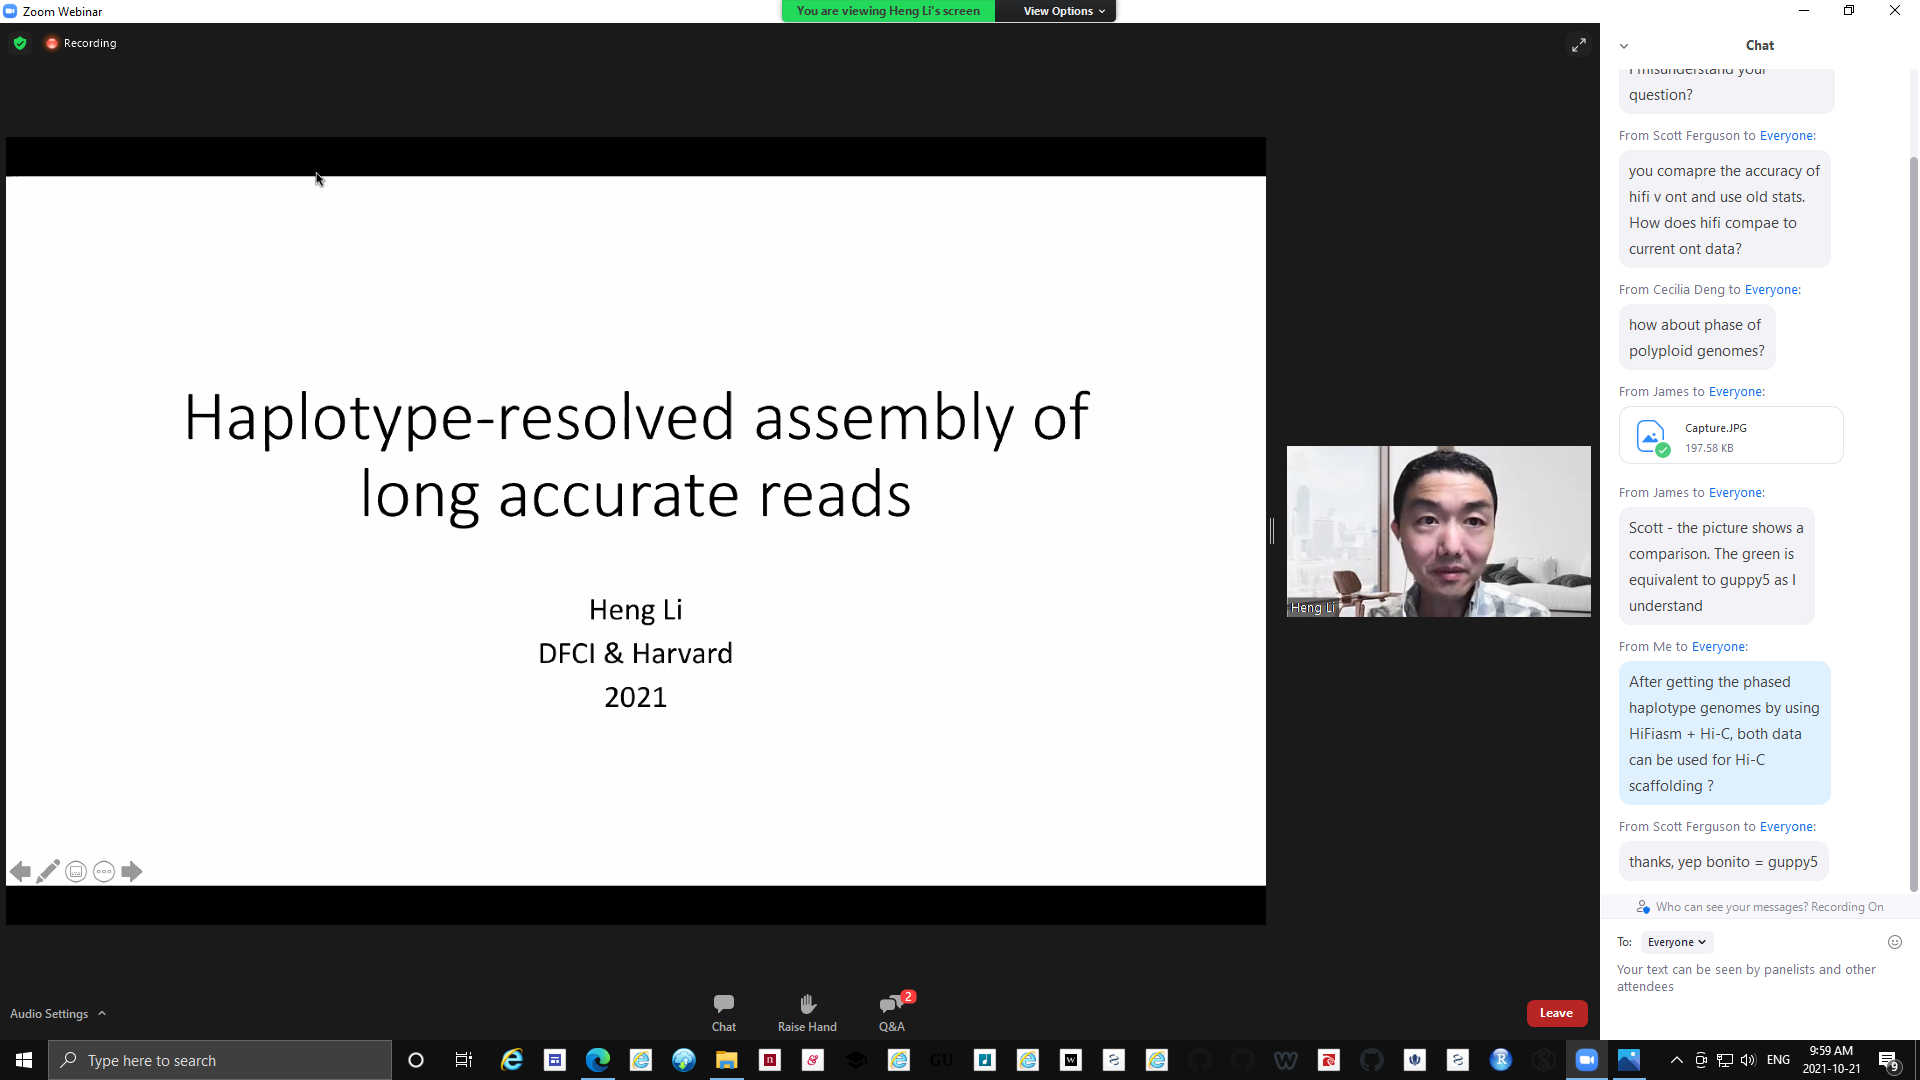 Zoom Webinar
You are viewing Heng Li's screen
View Options
Recording
Haplotype-resolved assembly of
long accurate reads
Heng Li
DFCI & Harvard
2021
Heng Li
Chat
I misunderstand your
question?
From Scott Ferguson to Everyone:
you comapre the accuracy of
hifi v ont and use old stats.
How does hifi compae to
current ont data?
From Cecilia Deng to Everyone:
how about phase of
polyploid genomes?
From James to Everyone:
Capture.JPG
197.58 KB
From James to Everyone:
Scott - the picture shows a
comparison. The green is
equivalent to guppy5 as I
understand
From Me to Everyone:
After getting the phased
haplotype genomes by using
HiFiasm + Hi-C, both data
can be used for Hi-C
scaffolding ?
From Scott Ferguson to Everyone:
thanks, yep bonito = guppy5
Who can see your messages? Recording On
To: Everyone
Your text can be seen by panelists and other
attendees
Audio Settings
Chat
Raise Hand
2
Q&A
Leave
Type here to search
GU
ENG
9:59 AM
2021-10-21
9